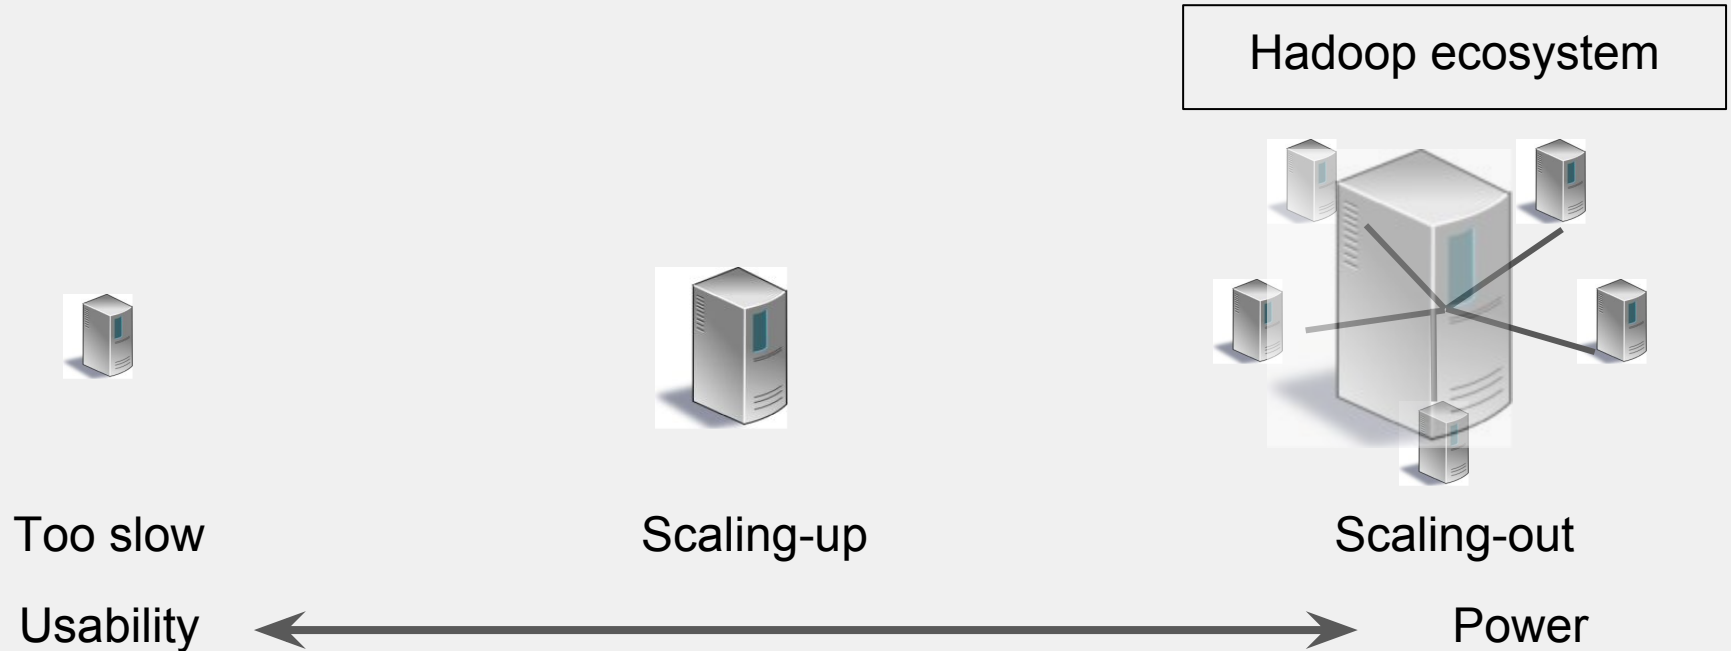 Hadoop ecosystem
Too slow
Scaling-up
Scaling-out
Usability
Power